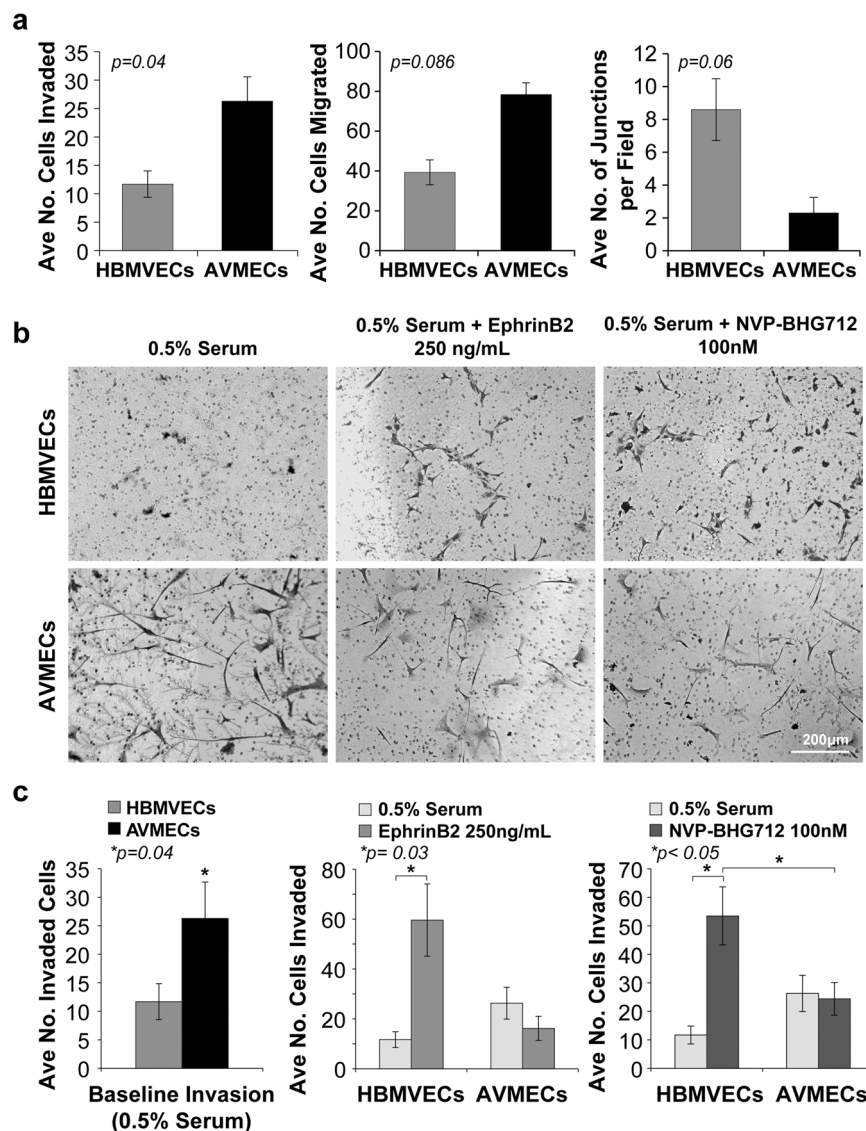 a
Ave No. Cells Invaded
35
30
25
20
15
10
5
0
p=0.04
HBMVECs AVMECs
Ave No. Cells Migrated
100
80
60
40
20
0
p=0.086
HBMVECs AVMECs
Ave No. of Junctions
per Field
12
10
8
6
4
2
0
p=0.06
HBMVECs AVMECs
b
0.5% Serum
0.5% Serum + EphrinB2
250 ng/mL
0.5% Serum + NVP-BHG712
100nM
HBMVECs
AVMECs
200µm
c
HBMVECs
AVMECs
*p=0.04
Ave No. Invaded Cells
35
30
25
20
15
10
5
0
*
Baseline Invasion
(0.5% Serum)
0.5% Serum
EphrinB2 250ng/mL
*p= 0.03
Ave No. Cells Invaded
80
60
40
20
0
*
HBMVECs AVMECs
0.5% Serum
NVP-BHG712 100nM
*p< 0.05
Ave No. Cells Invaded
70
60
50
40
30
20
10
0
* *
HBMVECs AVMECs